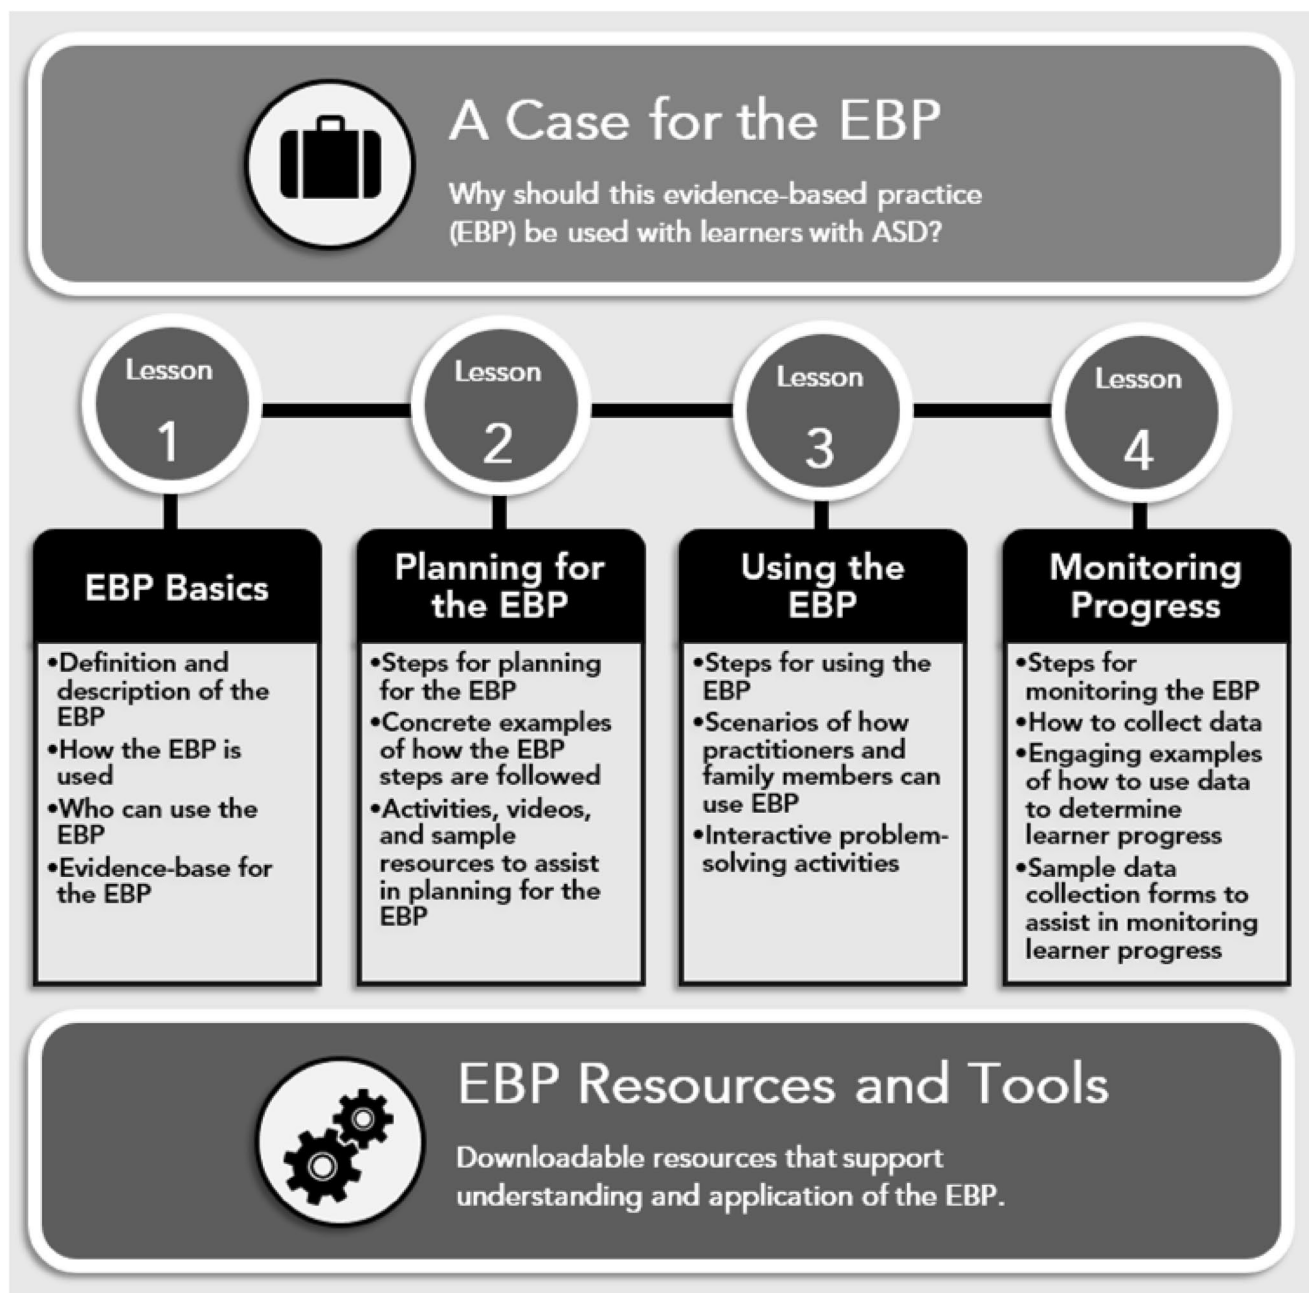 A Case for the EBP
Why should this evidence-based practice
(EBP) be used with learners with ASD?
Lesson
1
Lesson
2
Lesson
3
Lesson
4
EBP Basics
•Definition and
description of the
EBP
•How the EBP is
used
•Who can use the
EBP
•Evidence-base for
the EBP
Planning for
the EBP
•Steps for planning
for the EBP
•Concrete examples
of how the EBP
steps are followed
•Activities, videos,
and sample
resources to assist
in planning for the
EBP
Using the
EBP
•Steps for using the
EBP
•Scenarios of how
practitioners and
family members can
use EBP
•Interactive problem-
solving activities
Monitoring
Progress
•Steps for
monitoring the EBP
•How to collect data
•Engaging examples
of how to use data
to determine
learner progress
•Sample data
collection forms to
assist in monitoring
learner progress
EBP Resources and Tools
Downloadable resources that support
understanding and application of the EBP.